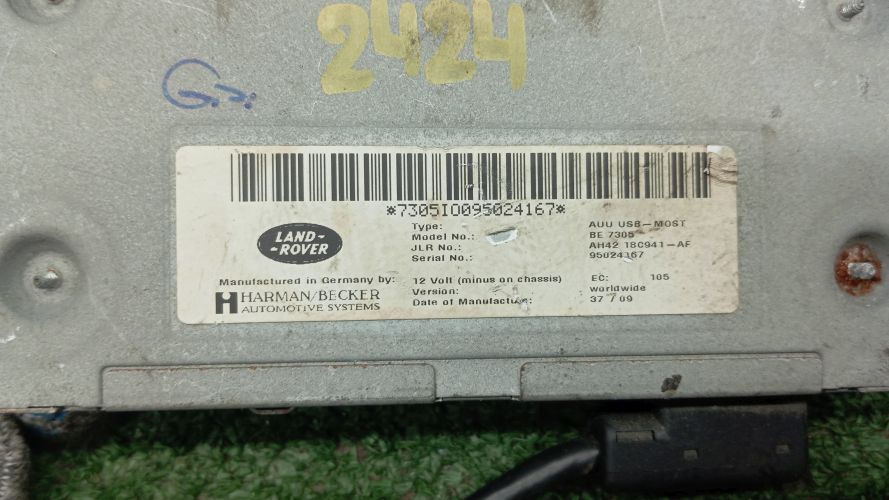 2424
G.D.
*7305IO095024167*
LAND-
-ROVER
Type: AUU USB-MOST
Model No.: BE 7305
JLR No.: AH42 18C941-AF
Serial No.: 95024167
Manufactured in Germany by: 12 Volt (minus on chassis) EC: 105
HARMAN/BECKER Version: worldwide
AUTOMOTIVE SYSTEMS Date of Manufacture: 37/09